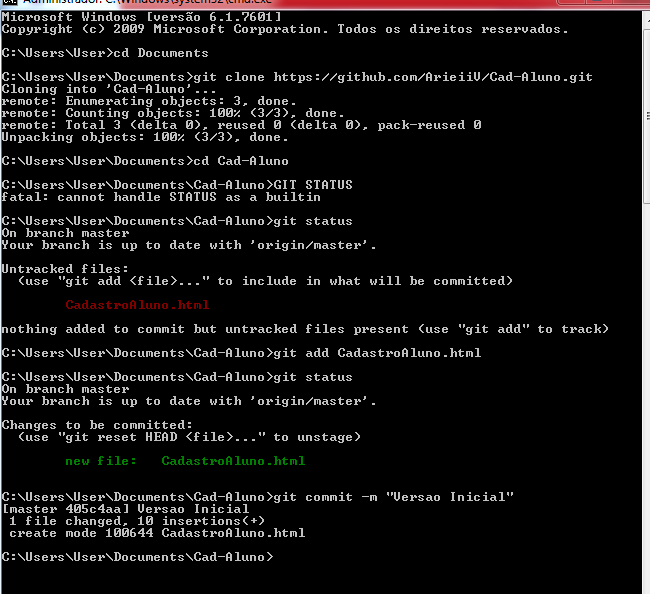 Administrador: C:\Windows\system32\cmd.exe
Microsoft Windows [versão 6.1.7601]
Copyright (c) 2009 Microsoft Corporation. Todos os direitos reservados.
C:\Users\User>cd Documents
C:\Users\User\Documents>git clone https://github.com/ArieiiV/Cad-Aluno.git
Cloning into 'Cad-Aluno'...
remote: Enumerating objects: 3, done.
remote: Counting objects: 100% (3/3), done.
remote: Total 3 (delta 0), reused 0 (delta 0), pack-reused 0
Unpacking objects: 100% (3/3), done.
C:\Users\User\Documents>cd Cad-Aluno
C:\Users\User\Documents\Cad-Aluno>GIT STATUS
fatal: cannot handle STATUS as a builtin
C:\Users\User\Documents\Cad-Aluno>git status
On branch master
Your branch is up to date with 'origin/master'.
Untracked files:
(use "git add <file>..." to include in what will be committed)
CadastroAluno.html
nothing added to commit but untracked files present (use "git add" to track)
C:\Users\User\Documents\Cad-Aluno>git add CadastroAluno.html
C:\Users\User\Documents\Cad-Aluno>git status
On branch master
Your branch is up to date with 'origin/master'.
Changes to be committed:
(use "git reset HEAD <file>..." to unstage)
new file: CadastroAluno.html
C:\Users\User\Documents\Cad-Aluno>git commit -m "Versao Inicial"
[master 405c4aa] Versao Inicial
1 file changed, 10 insertions(+)
create mode 100644 CadastroAluno.html
C:\Users\User\Documents\Cad-Aluno>